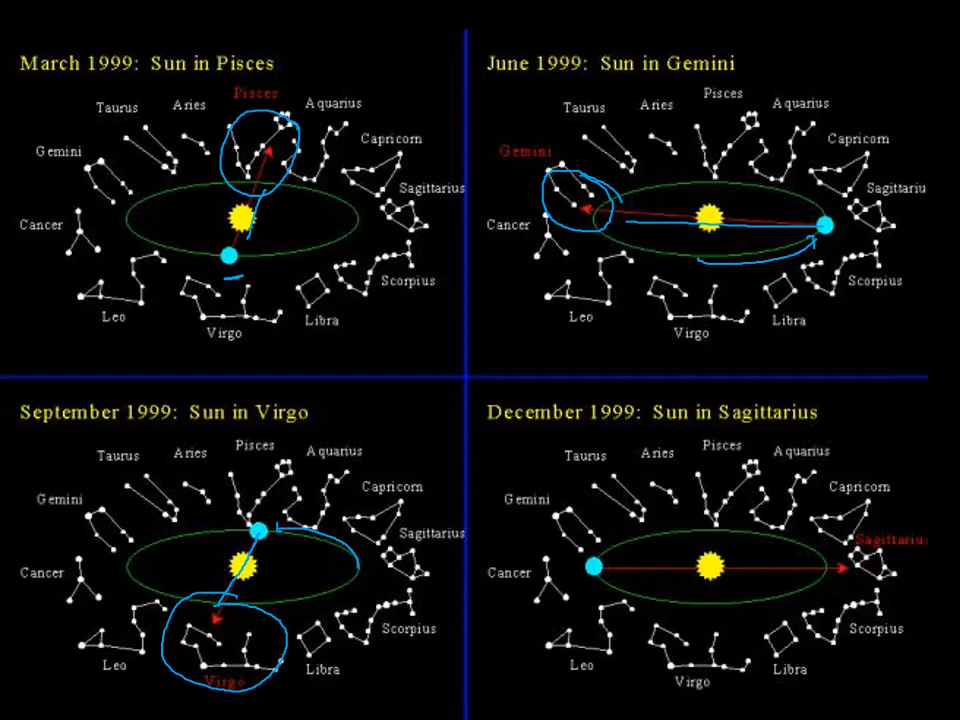 March 1999: Sun in Pisces
Pisces
Taurus Aries Aquarius
Capricorn
Gemini
Sagittarius
Cancer
Scorpius
Leo
Libra
Virgo
June 1999: Sun in Gemini
Pisces
Taurus Aries Aquarius
Capricorn
Gemini
Sagittariu
Cancer
Scorpius
Leo
Libra
Virgo
September 1999: Sun in Virgo
Pisces
Taurus Aries Aquarius
Capricorn
Gemini
Sagittarius
Cancer
Scorpius
Leo
Libra
Virgo
December 1999: Sun in Sagittarius
Pisces
Taurus Aries Aquarius
Capricorn
Gemini
Sagittariu
Cancer
Scorpius
Leo
Libra
Virgo